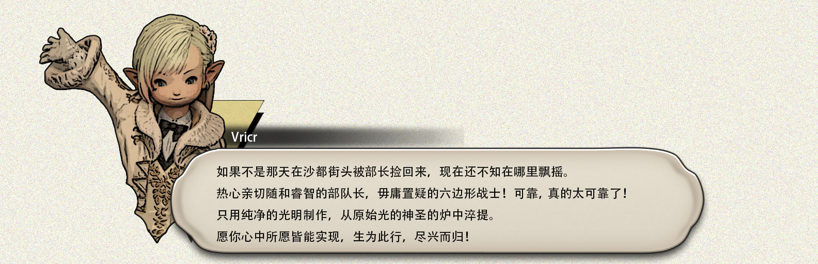 Vricr
如果不是那天在沙都街头被部长捡回来，现在还不知在哪里飘摇。
热心亲切随和睿智的部队长，毋庸置疑的六边形战士！可靠，真的太可靠了！
只用纯净的光明制作，从原始光的神圣的炉中淬提。
愿你心中所愿皆能实现，生为此行，尽兴而归！